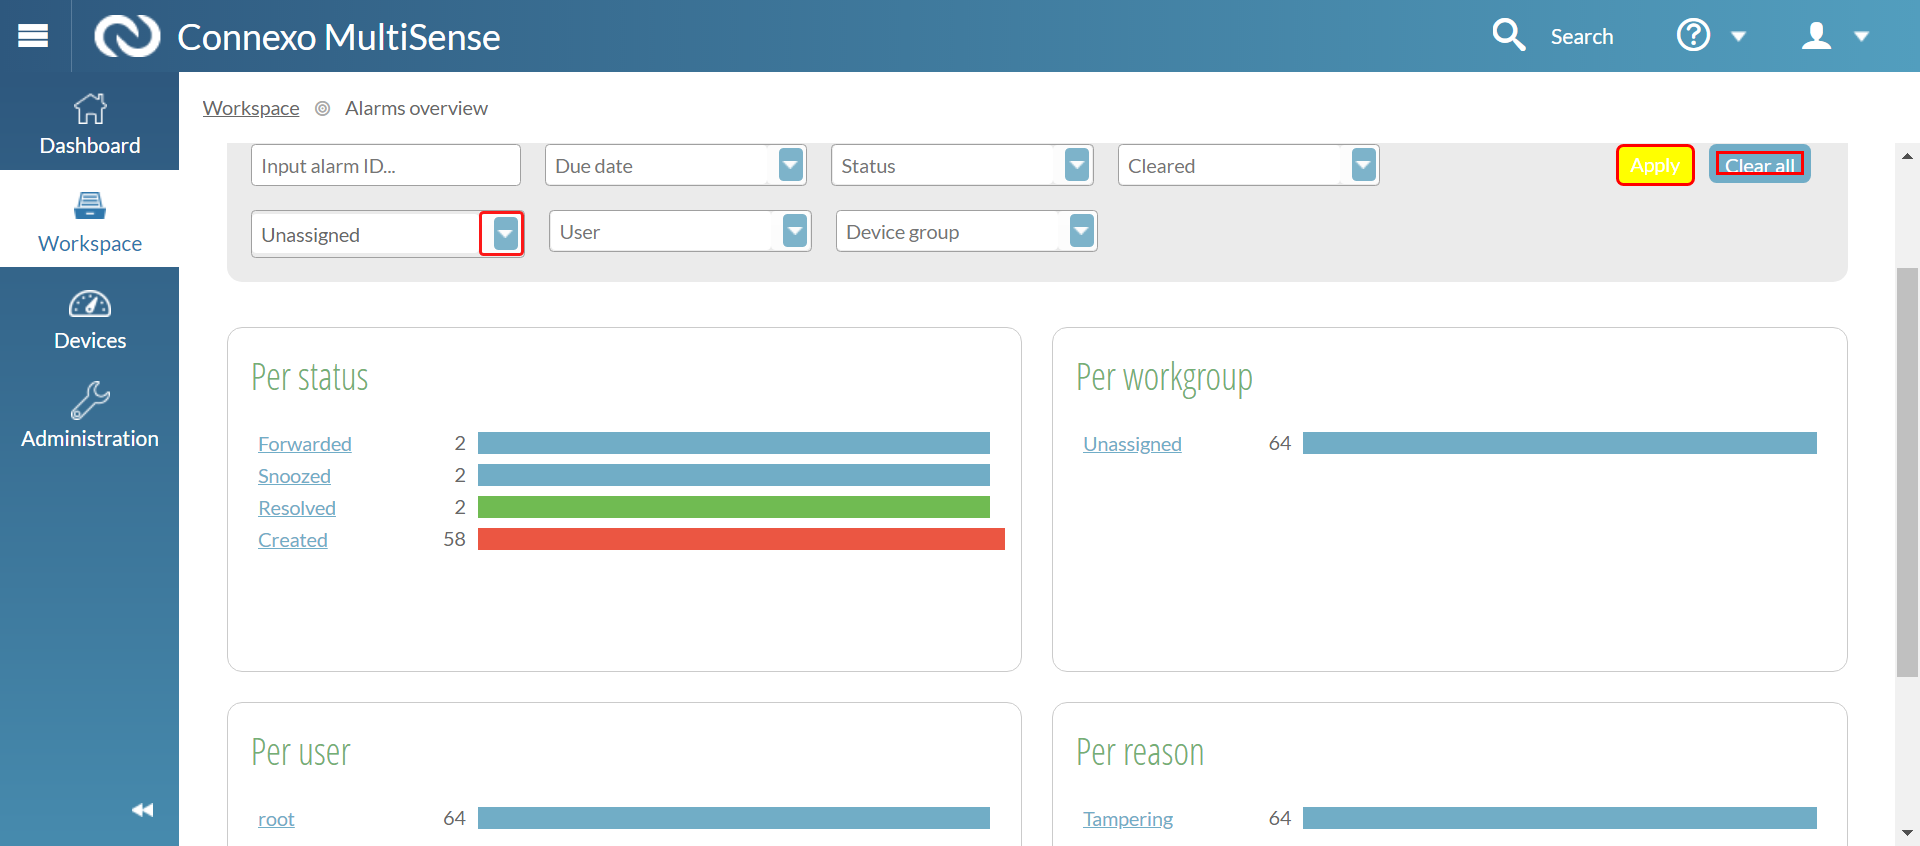 Connexo MultiSense
Search
Dashboard
Workspace
Devices
Administration
Workspace Alarms overview
Input alarm ID...
Due date
Status
Cleared
Apply
Clear all
Unassigned
User
Device group
Per status
Forwarded 2
Snoozed 2
Resolved 2
Created 58
Per workgroup
Unassigned 64
Per user
root 64
Per reason
Tampering 64